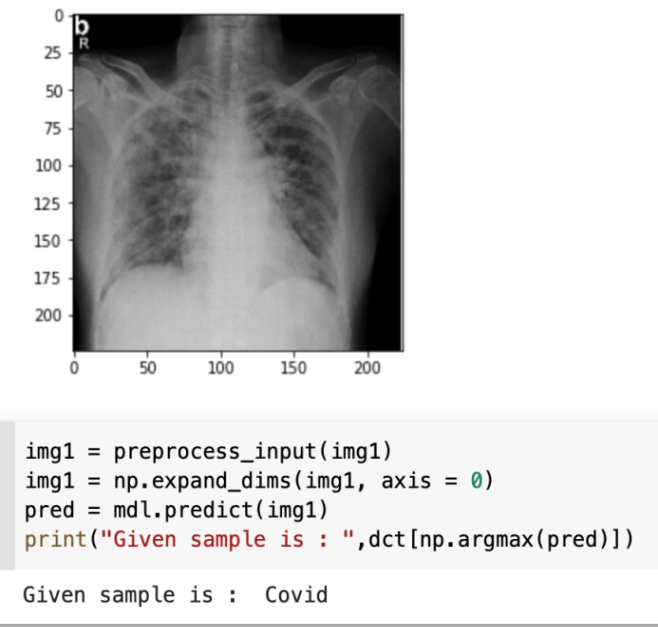 b
R
0
25
50
75
100
125
150
175
200
0 50 100 150 200
img1 = preprocess_input(img1)
img1 = np.expand_dims(img1, axis = 0)
pred = mdl.predict(img1)
print("Given sample is : ",dct[np.argmax(pred)])
Given sample is :  Covid